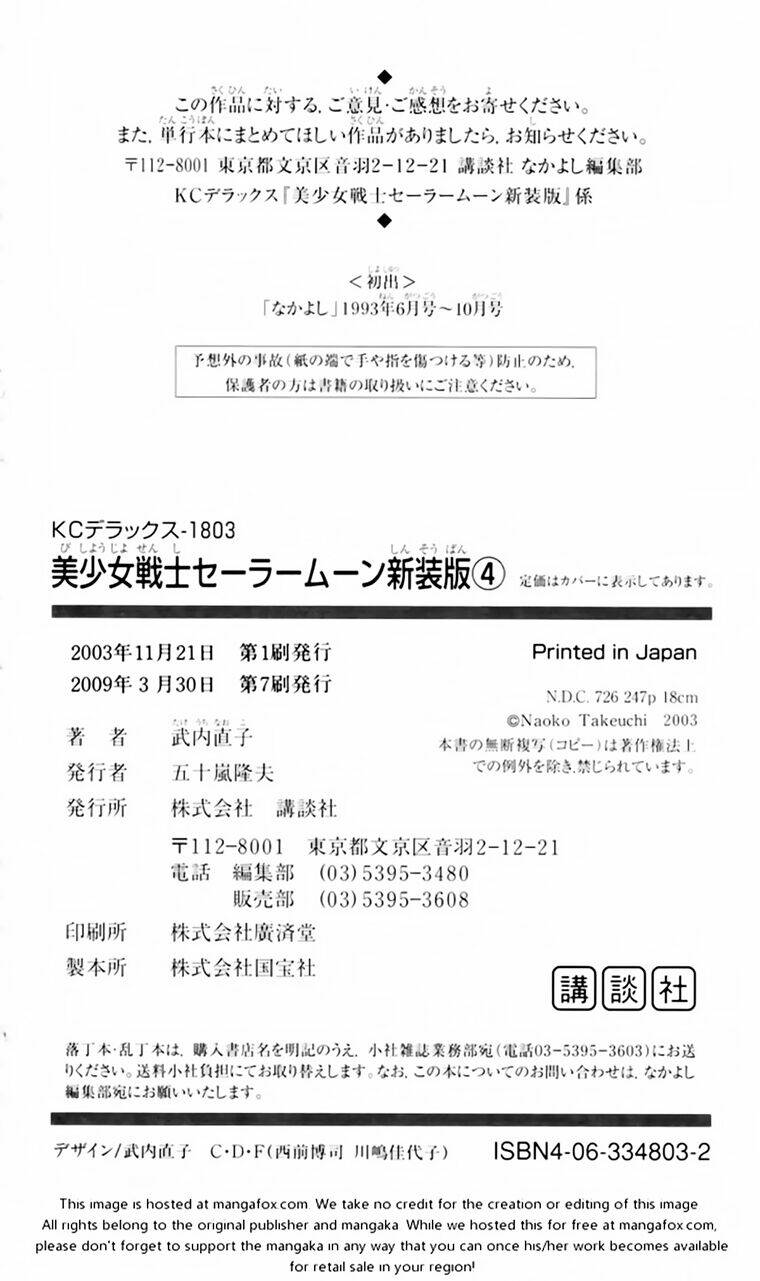 ◆
この作品に対する、ご意見・ご感想をお寄せください。
また、単行本にまとめてほしい作品がありましたら、お知らせください。
〒112-8001 東京都文京区音羽2-12-21 講談社 なかよし編集部
KCデラックス『美少女戦士セーラームーン新装版』係
◆
＜初出＞
「なかよし」1993年6月号～10月号
予想外の事故(紙の端で手や指を傷つける等)防止のため、
保護者の方は書籍の取り扱いにご注意ください。
KCデラックス-1803
美少女戦士セーラームーン新装版④ 定価はカバーに表示してあります。
2003年11月21日 第1刷発行
2009年3月30日 第7刷発行
Printed in Japan
N.D.C. 726 247p 18cm
©Naoko Takeuchi 2003
本書の無断複写(コピー)は著作権法上
での例外を除き、禁じられています。
著者 武内直子
発行者 五十嵐隆夫
発行所 株式会社 講談社
〒112-8001 東京都文京区音羽2-12-21
電話 編集部 (03)5395-3480
販売部 (03)5395-3608
印刷所 株式会社廣済堂
製本所 株式会社国宝社
講談社
落丁本・乱丁本は、購入書店名を明記のうえ、小社雑誌業務部宛(電話03-5395-3603)にお送
りください。送料小社負担にてお取り替えします。なお、この本についてのお問い合わせは、なかよし
編集部宛にお願いいたします。
デザイン/武内直子 C・D・F(西前博司 川嶋佳代子) ISBN4-06-334803-2
This image is hosted at mangafox.com. We take no credit for the creation or editing of this image
All rights belong to the original publisher and mangaka. While we hosted this for free at mangafox.com,
please don't forget to support the mangaka in any way that you can once his/her work becomes available
for retail sale in your region!